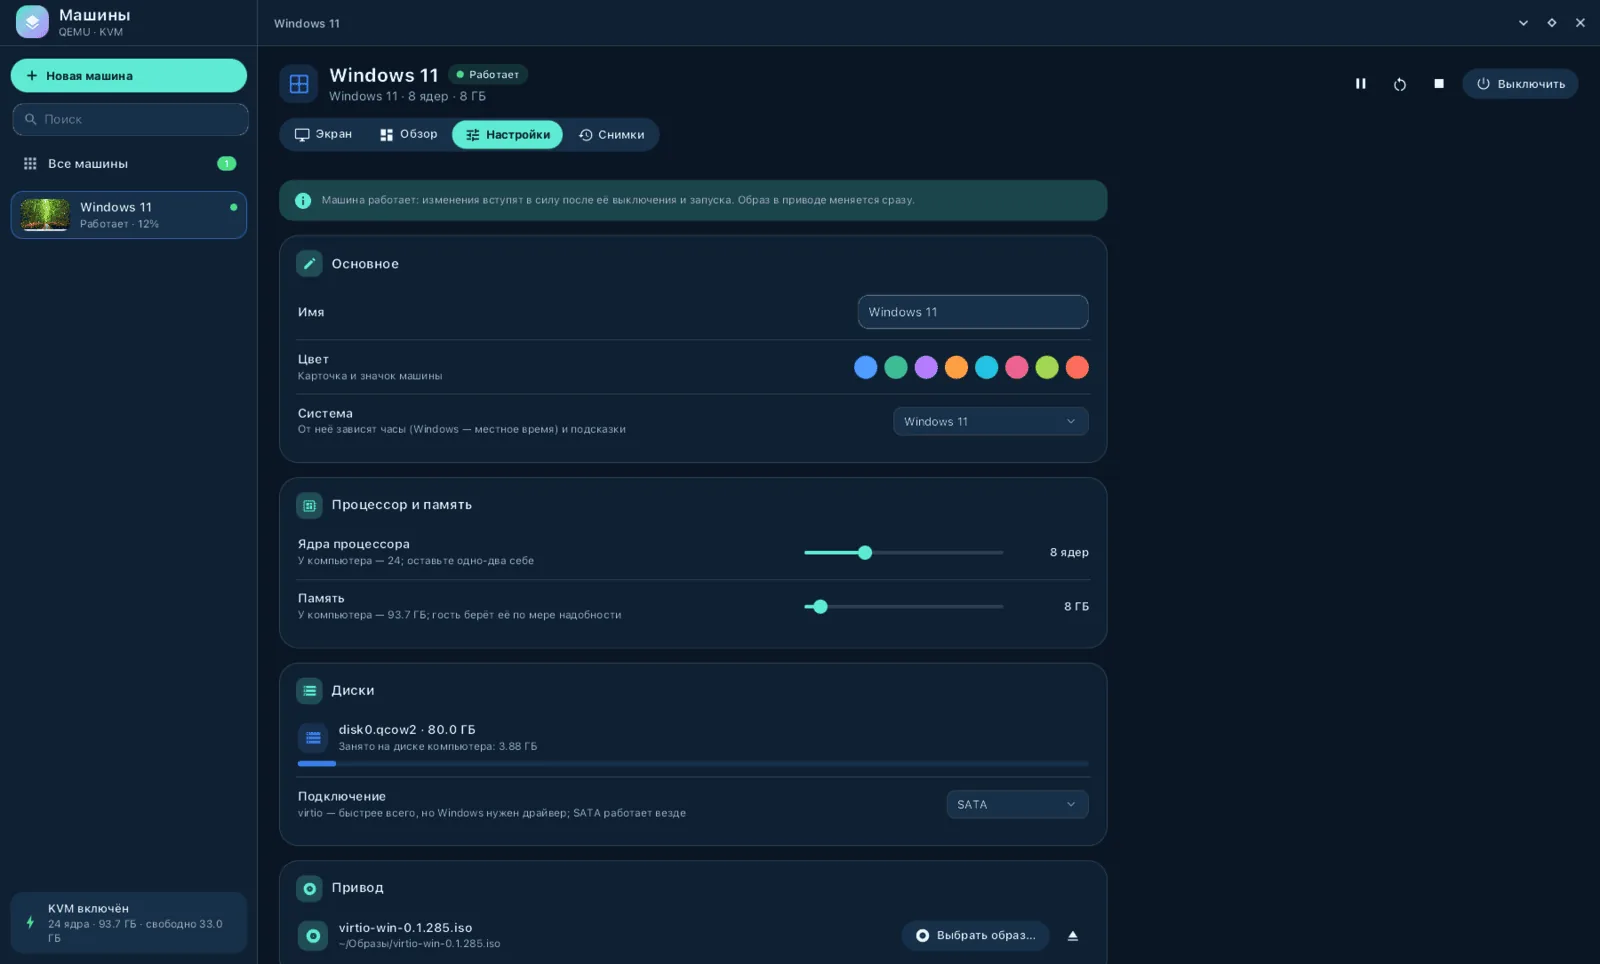 Машины
QEMU · KVM
Новая машина
Поиск
Все машины
1
Windows 11
Работает · 12%
KVM включён
24 ядра · 93.7 ГБ · свободно 33.0
ГБ
Windows 11
Windows 11
Работает
Windows 11 · 8 ядер · 8 ГБ
Выключить
Экран
Обзор
Настройки
Снимки
Машина работает: изменения вступят в силу после её выключения и запуска. Образ в приводе меняется сразу.
Основное
Имя
Windows 11
Цвет
Карточка и значок машины
Система
От неё зависят часы (Windows — местное время) и подсказки
Windows 11
Процессор и память
Ядра процессора
У компьютера — 24; оставьте одно-два себе
8 ядер
Память
У компьютера — 93.7 ГБ; гость берёт её по мере надобности
8 ГБ
Диски
disk0.qcow2 · 80.0 ГБ
Занято на диске компьютера: 3.88 ГБ
Подключение
virtio — быстрее всего, но Windows нужен драйвер; SATA работает везде
SATA
Привод
virtio-win-0.1.285.iso
~/Образы/virtio-win-0.1.285.iso
Выбрать образ...